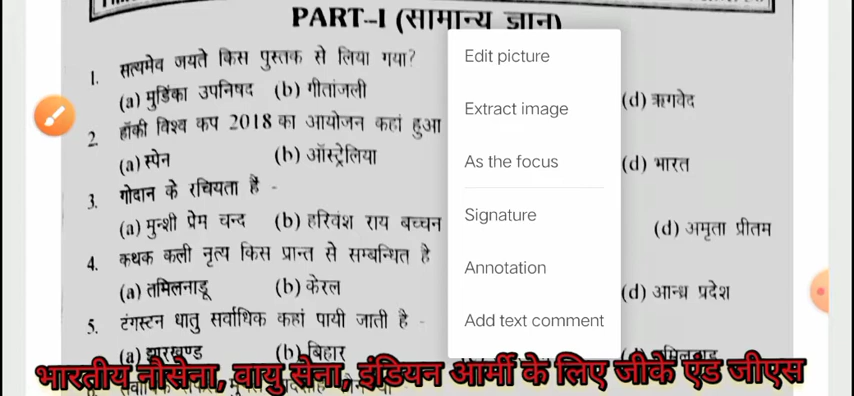 PART-I (सामान्य ज्ञान)
1. सत्यमेव जयते किस पुस्तक से लिया गया?
(a) मुडिंका उपनिषद (b) गीतांजली (d) ऋगवेद
2. हॉकी विश्व कप 2018 का आयोजन कहां हुआ
(a) स्पेन (b) ऑस्ट्रेलिया (d) भारत
3. गोदान के रचियता हैं -
(a) मुन्शी प्रेम चन्द (b) हरिवंश राय बच्चन (d) अमृता प्रीतम
4. कथक कली नृत्य किस प्रान्त से सम्बन्धित है
(a) तमिलनाडू (b) केरल (d) आन्ध्र प्रदेश
5. टंगस्टन धातु सर्वाधिक कहां पायी जाती है -
(a) झारखण्ड (b) बिहार
Edit picture
Extract image
As the focus
Signature
Annotation
Add text comment
भारतीय नौसेना, वायु सेना, इंडियन आर्मी के लिए जीके एंड जीएस